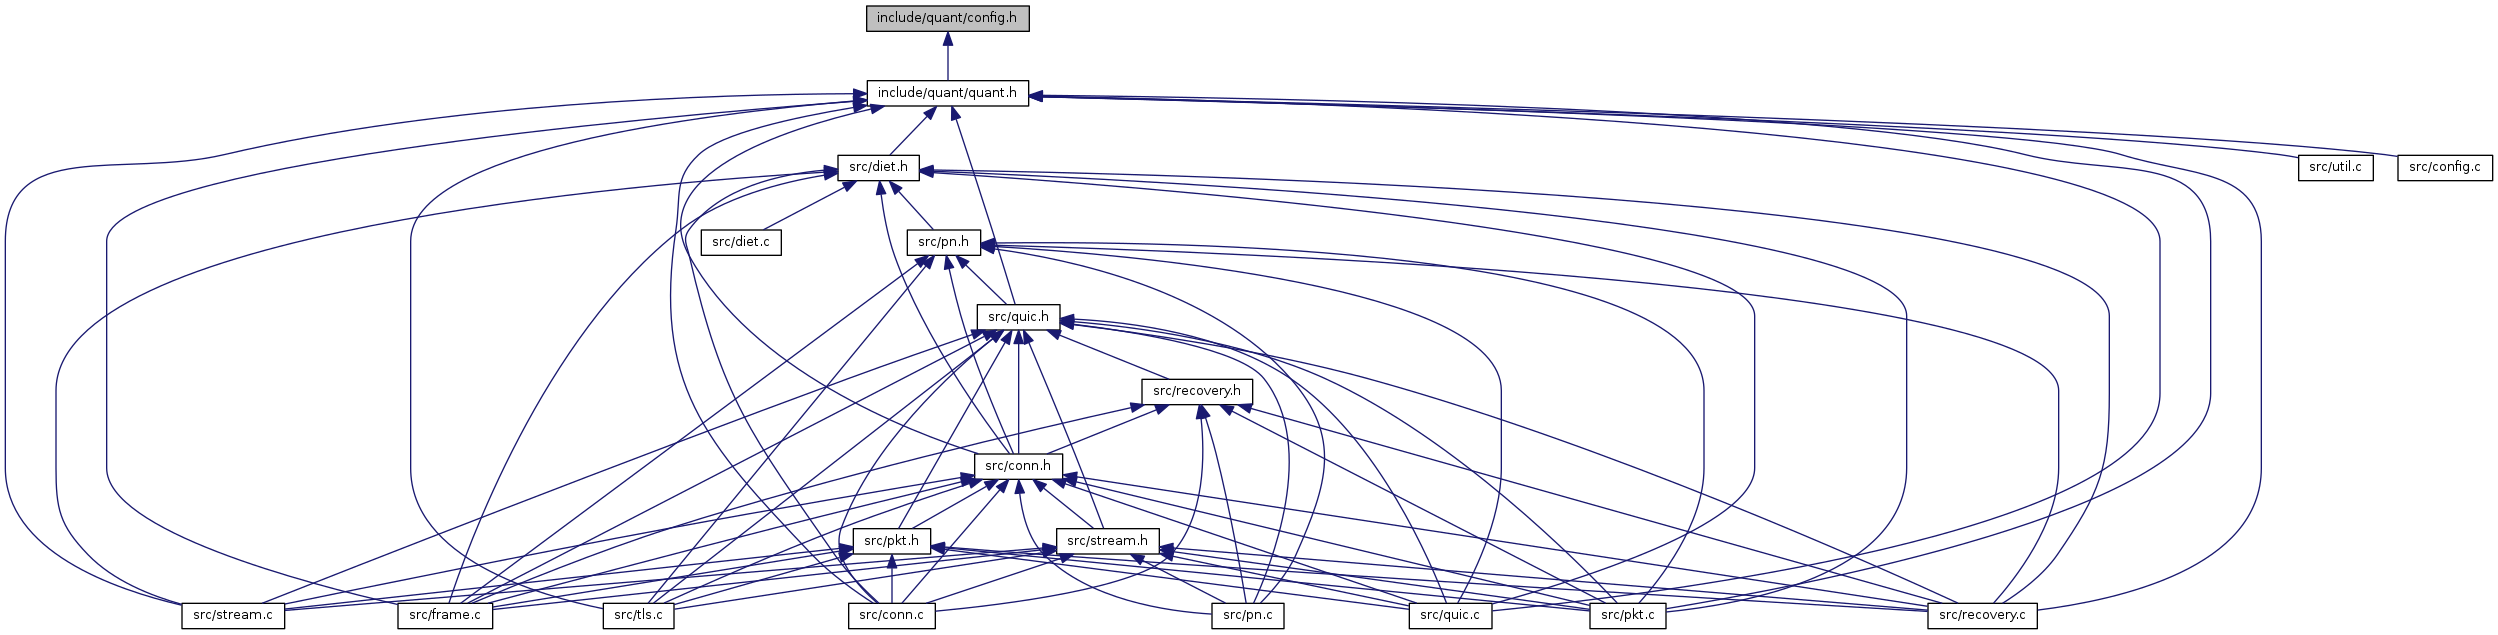 include/quant/config.h
include/quant/quant.h
src/diet.h
src/util.c
src/config.c
src/diet.c
src/pn.h
src/quic.h
src/recovery.h
src/conn.h
src/pkt.h
src/stream.h
src/stream.c
src/frame.c
src/tls.c
src/conn.c
src/pn.c
src/quic.c
src/pkt.c
src/recovery.c